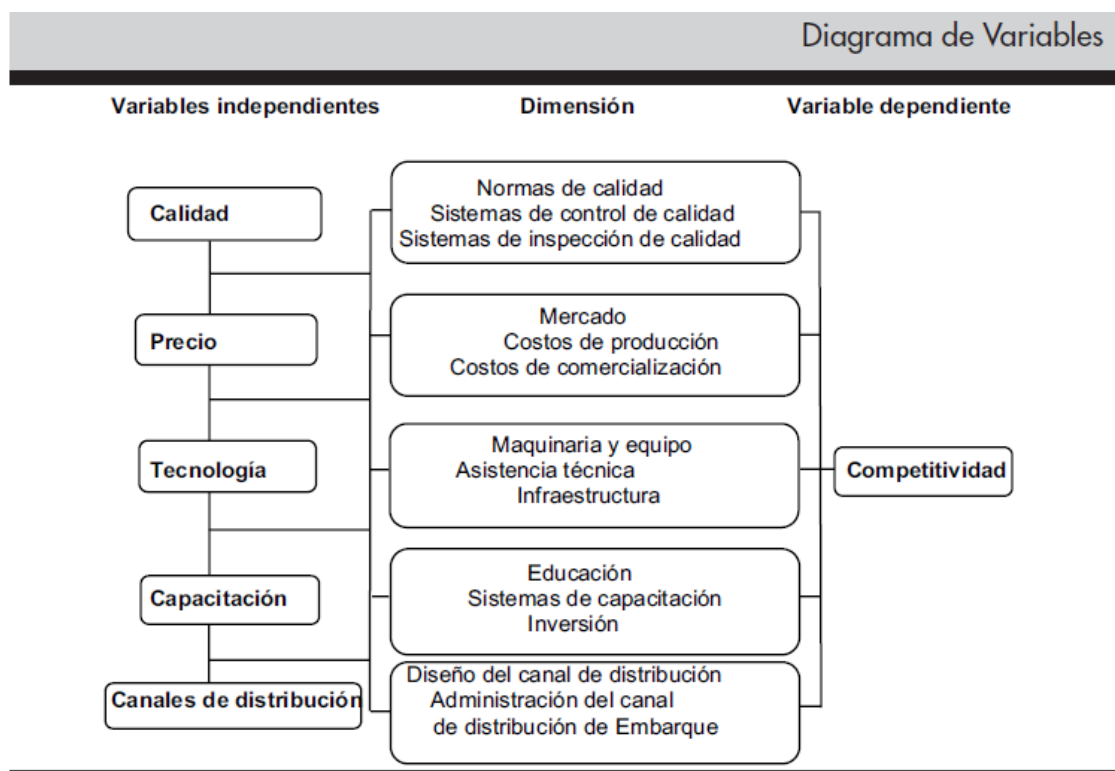 Diagrama de Variables
Variables independientes
Dimensión
Variable dependiente
Calidad
Normas de calidad
Sistemas de control de calidad
Sistemas de inspección de calidad
Precio
Mercado
Costos de producción
Costos de comercialización
Tecnología
Maquinaria y equipo
Asistencia técnica
Infraestructura
Competitividad
Capacitación
Educación
Sistemas de capacitación
Inversión
Canales de distribución
Diseño del canal de distribución
Administración del canal
de distribución de Embarque